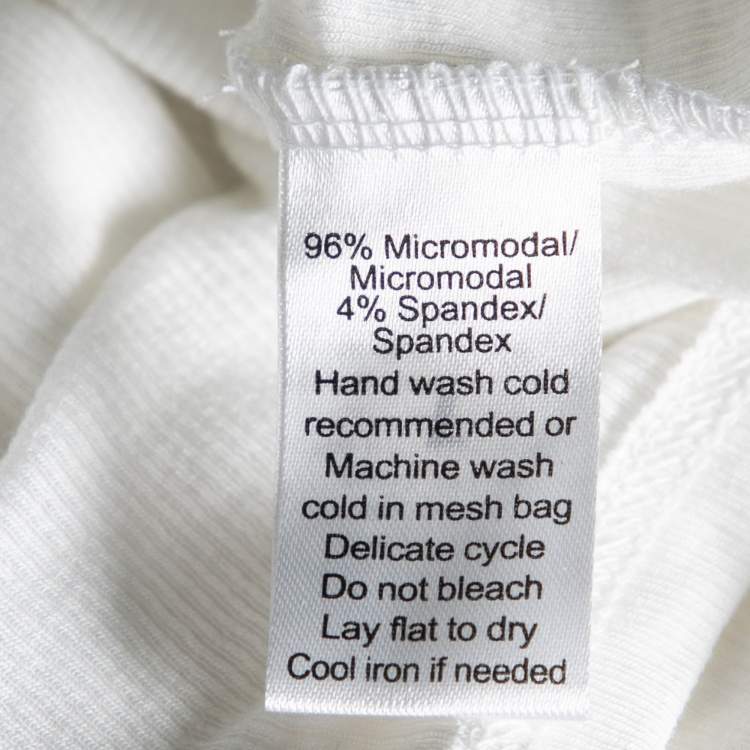 96% Micromodal/
Micromodal
4% Spandex/
Spandex
Hand wash cold
recommended or
Machine wash
cold in mesh bag
Delicate cycle
Do not bleach
Lay flat to dry
Cool iron if needed